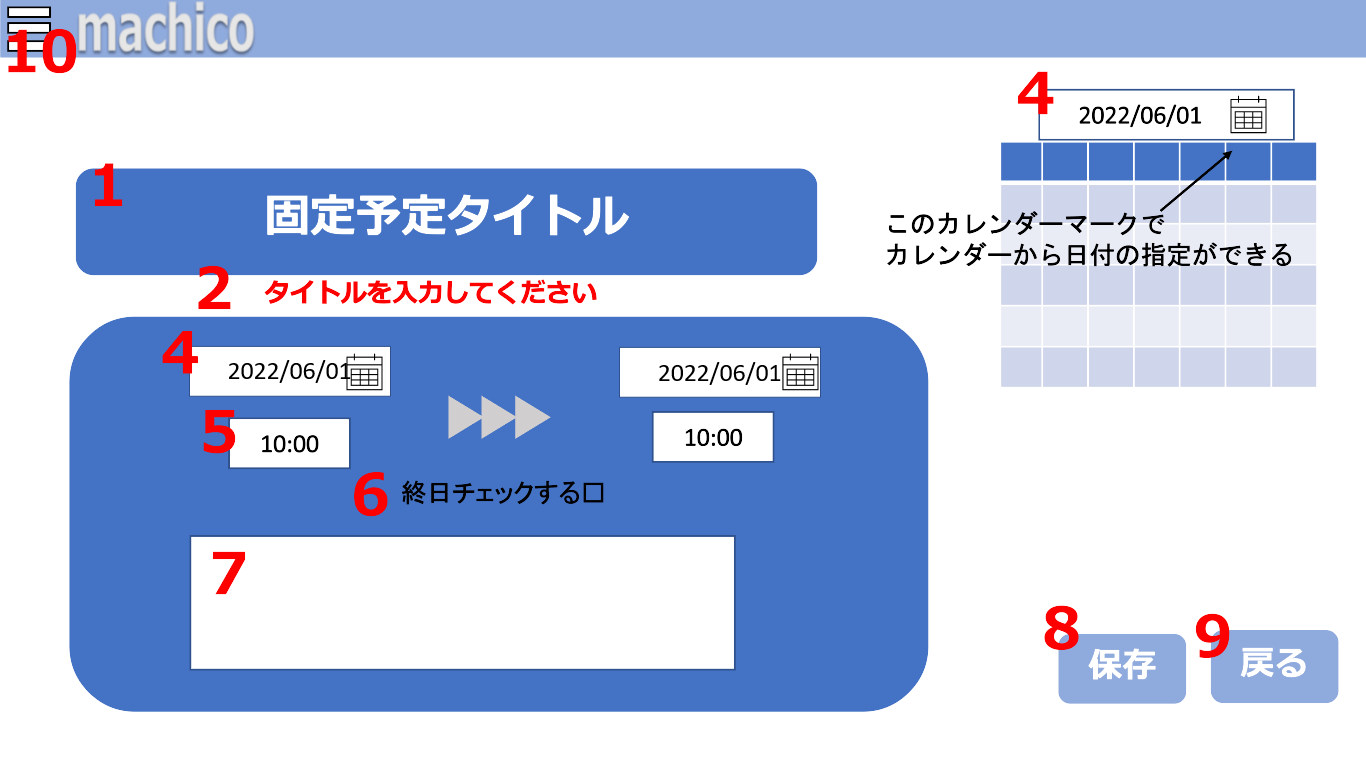 machico
10
4
2022/06/01
1
固定予定タイトル
このカレンダーマークで
カレンダーから日付の指定ができる
2
タイトルを入力してください
4
2022/06/01
2022/06/01
5
10:00
10:00
6
終日チェックする□
7
8
保存
9
戻る